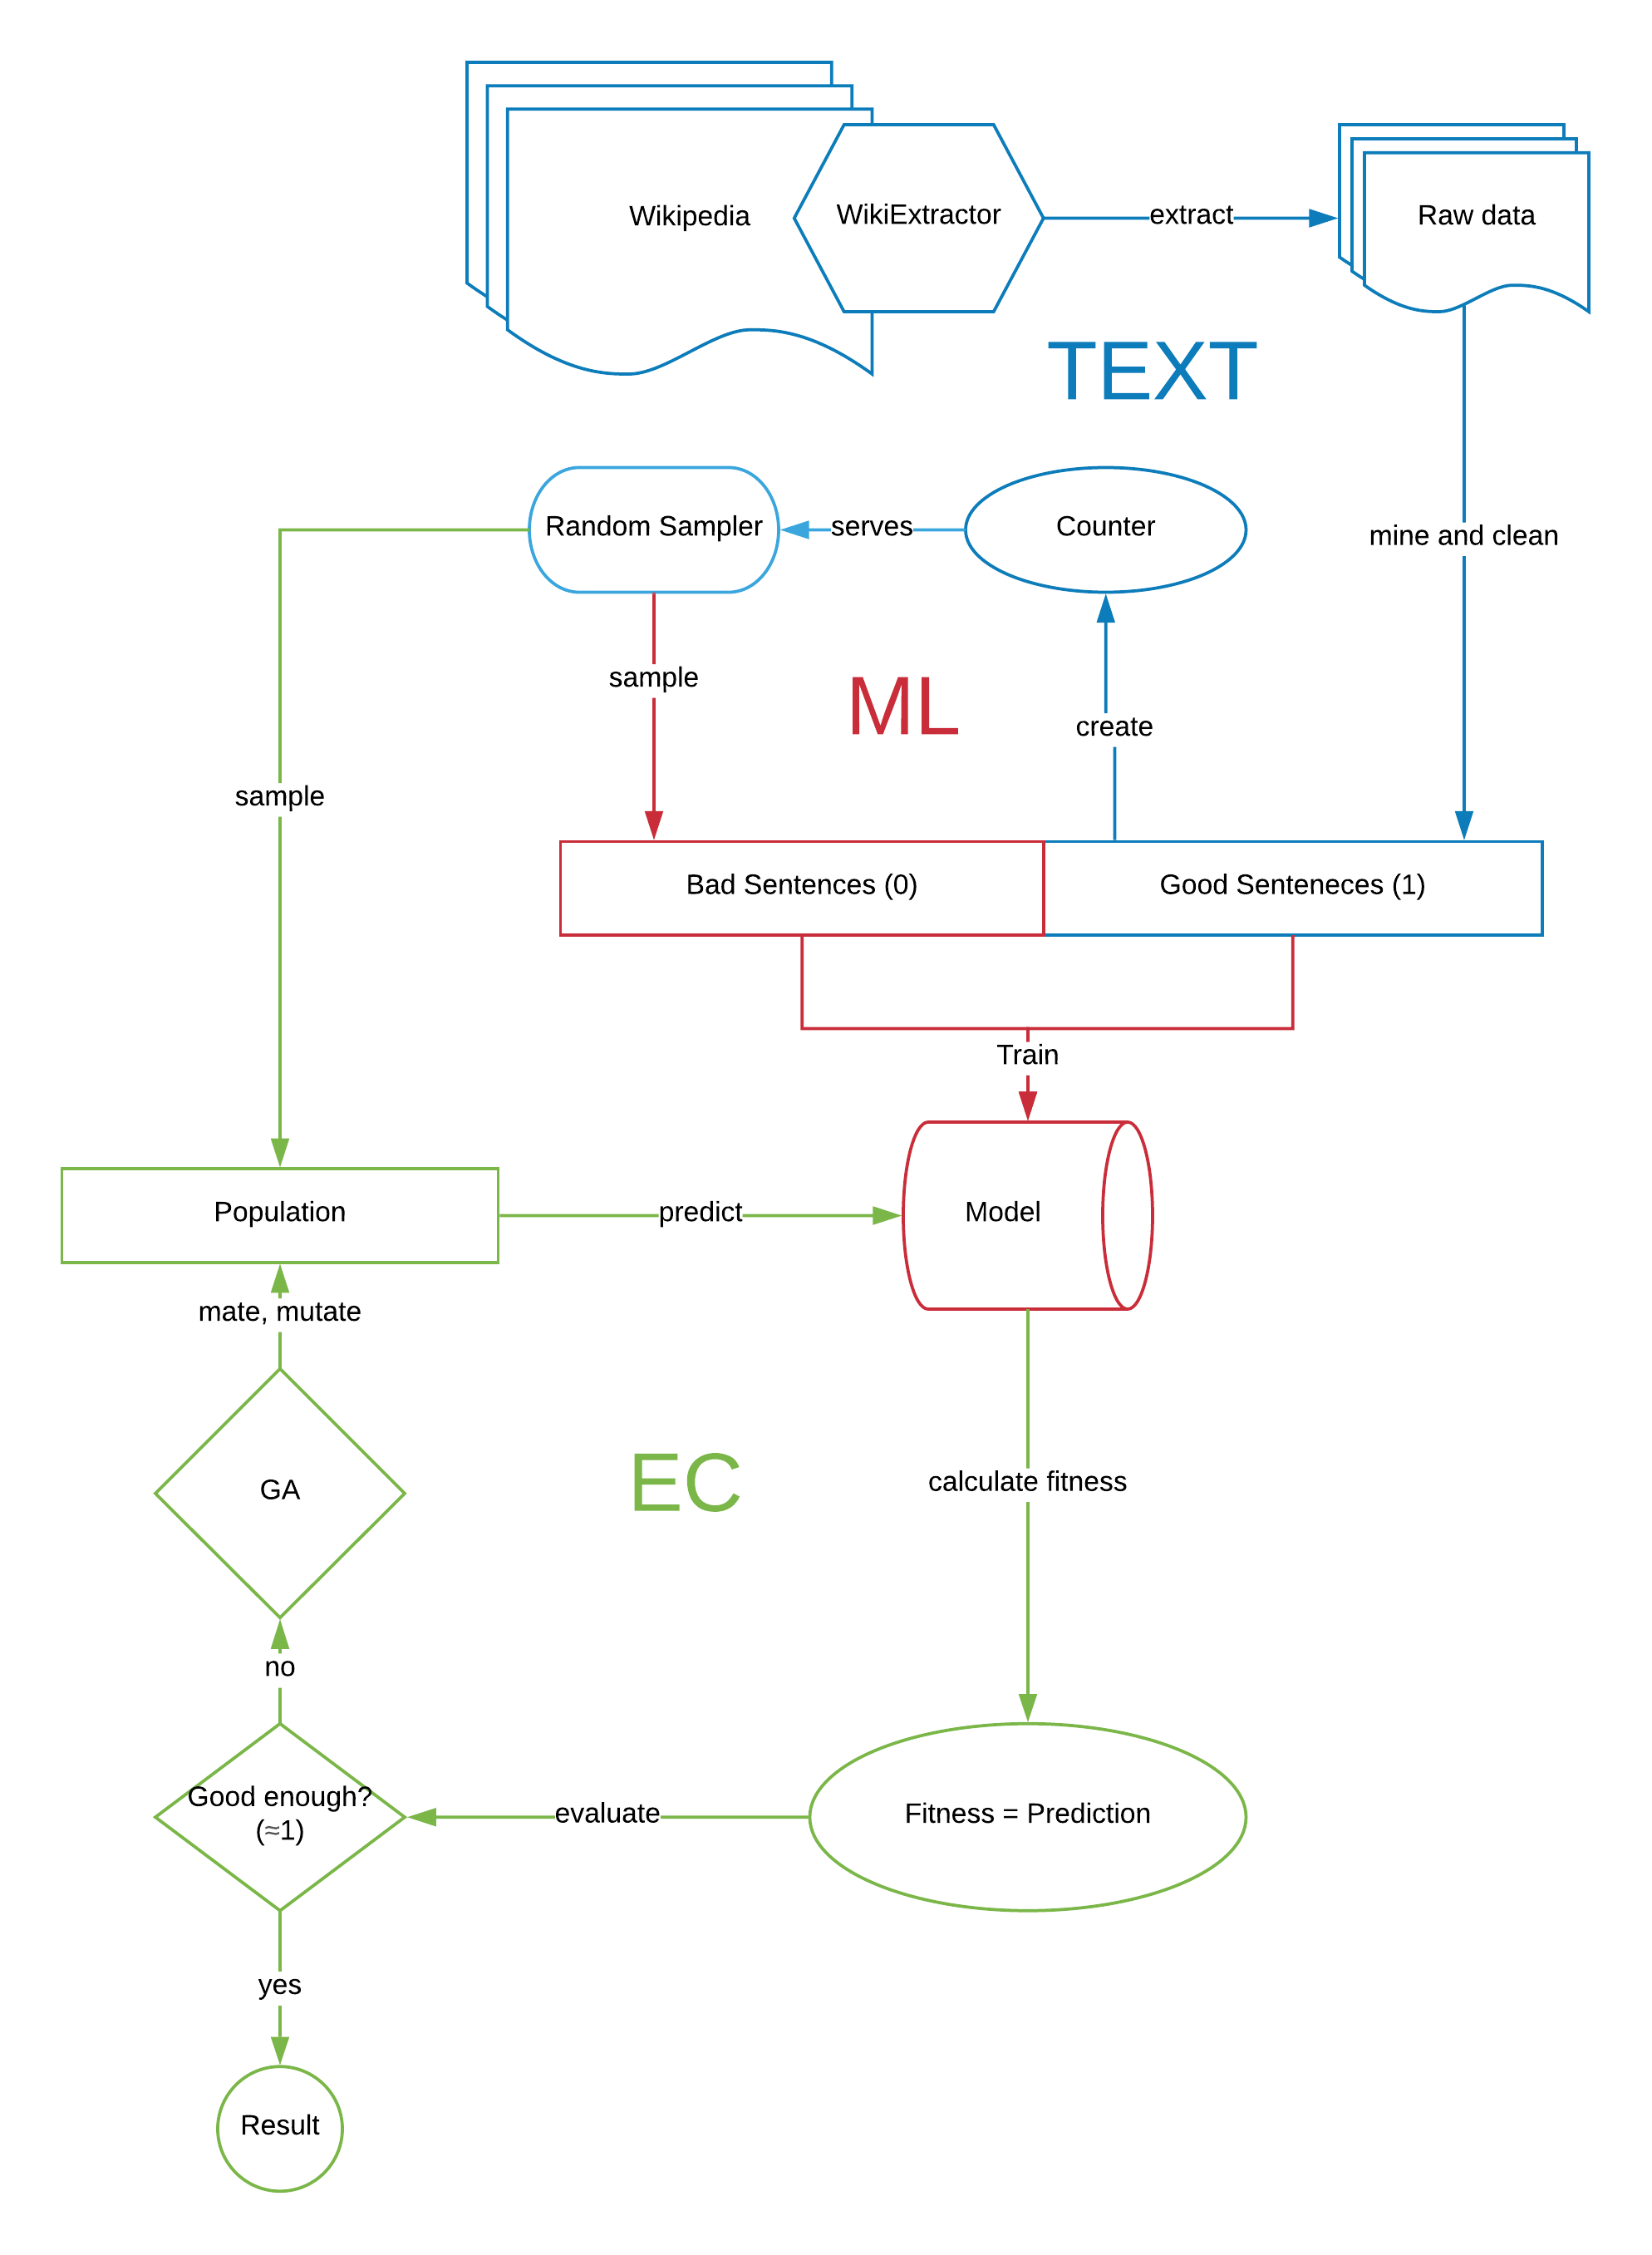 Wikipedia
WikiExtractor
extract
Raw data
TEXT
Random Sampler
serves
Counter
mine and clean
sample
ML
create
sample
Bad Sentences (0)
Good Senteneces (1)
Train
Population
predict
Model
mate, mutate
GA
EC
calculate fitness
no
Good enough?
(≈1)
evaluate
Fitness = Prediction
yes
Result